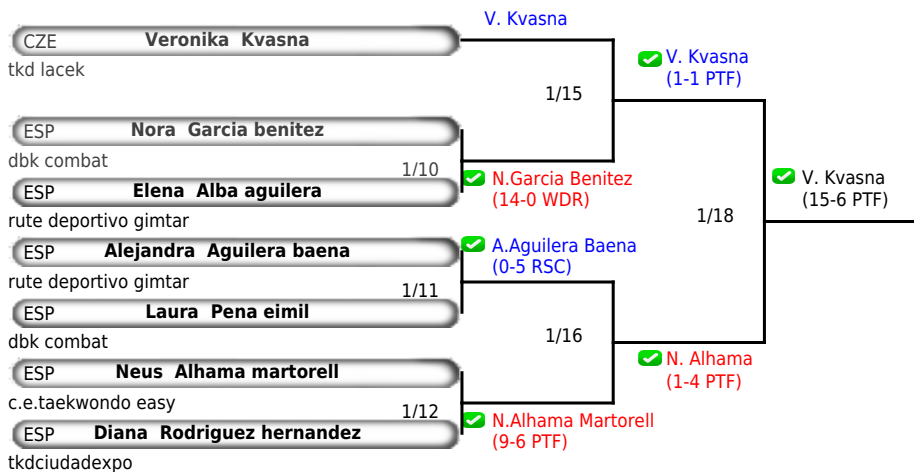 V. Kvasna
CZE Veronika Kvasna
tkd lacek
V. Kvasna
(1-1 PTF)
1/15
ESP Nora Garcia benitez
dbk combat
1/10
ESP Elena Alba aguilera
rute deportivo gimtar
N.Garcia Benitez
(14-0 WDR)
V. Kvasna
(15-6 PTF)
1/18
ESP Alejandra Aguilera baena
rute deportivo gimtar
A.Aguilera Baena
(0-5 RSC)
1/11
ESP Laura Pena eimil
dbk combat
1/16
N. Alhama
(1-4 PTF)
ESP Neus Alhama martorell
c.e.taekwondo easy
1/12
ESP Diana Rodriguez hernandez
tkdciudadexpo
N.Alhama Martorell
(9-6 PTF)